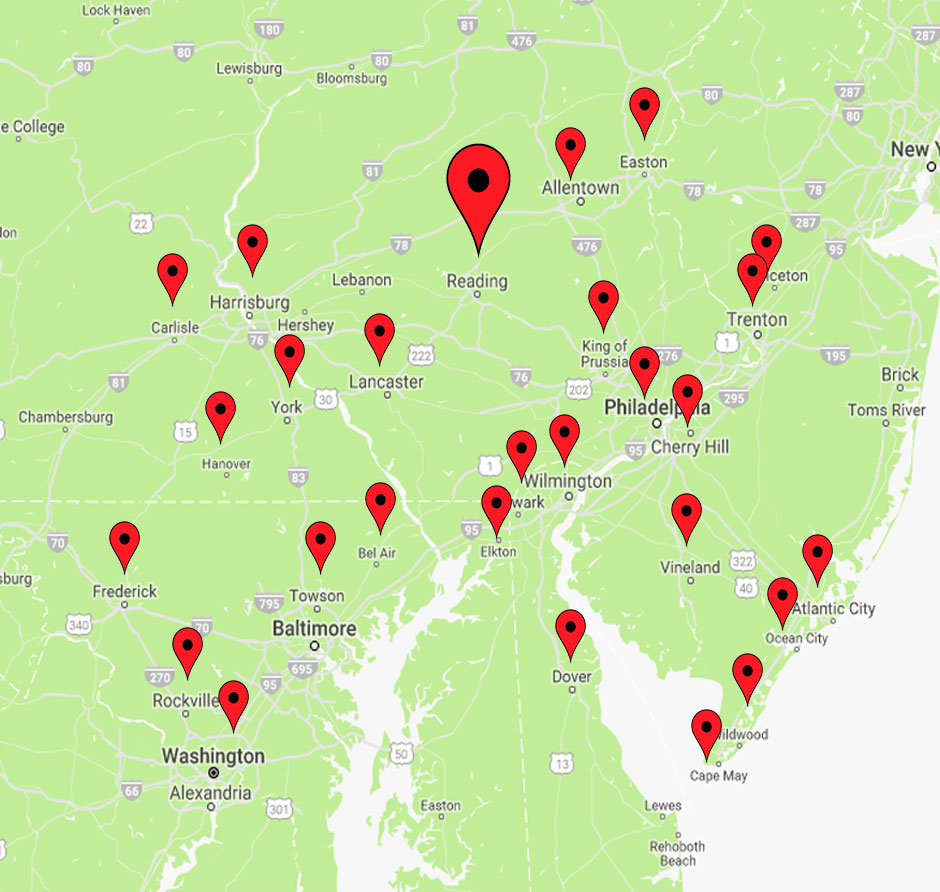 Lock Haven
180
81
476
287
80
80
80
Lewisburg
Bloomsburg
80
287
80
e College
New Y
Easton
81
Allentown
78
78
22
287
lon
78
476
95
Reading
Lebanon
ceton
Harrisburg
Carlisle
Hershey
Trenton
76
King of
Prussia
276
222
1
195
Lancaster
76
202
Brick
81
30
295
York
Philadelphia
Toms River
Chambersburg
15
Cherry Hill
95
Hanover
1
83
Wilmington
wark
95
70
Bel Air
Elkton
322
Vineland
sburg
40
Frederick
Towson
795
Atlantic City
340
70
Baltimore
Ocean City
695
270
95
Dover
Rockville
ildwood
50
Washington
13
Cape May
66
Alexandria
301
Easton
Lewes
Rehoboth
Beach